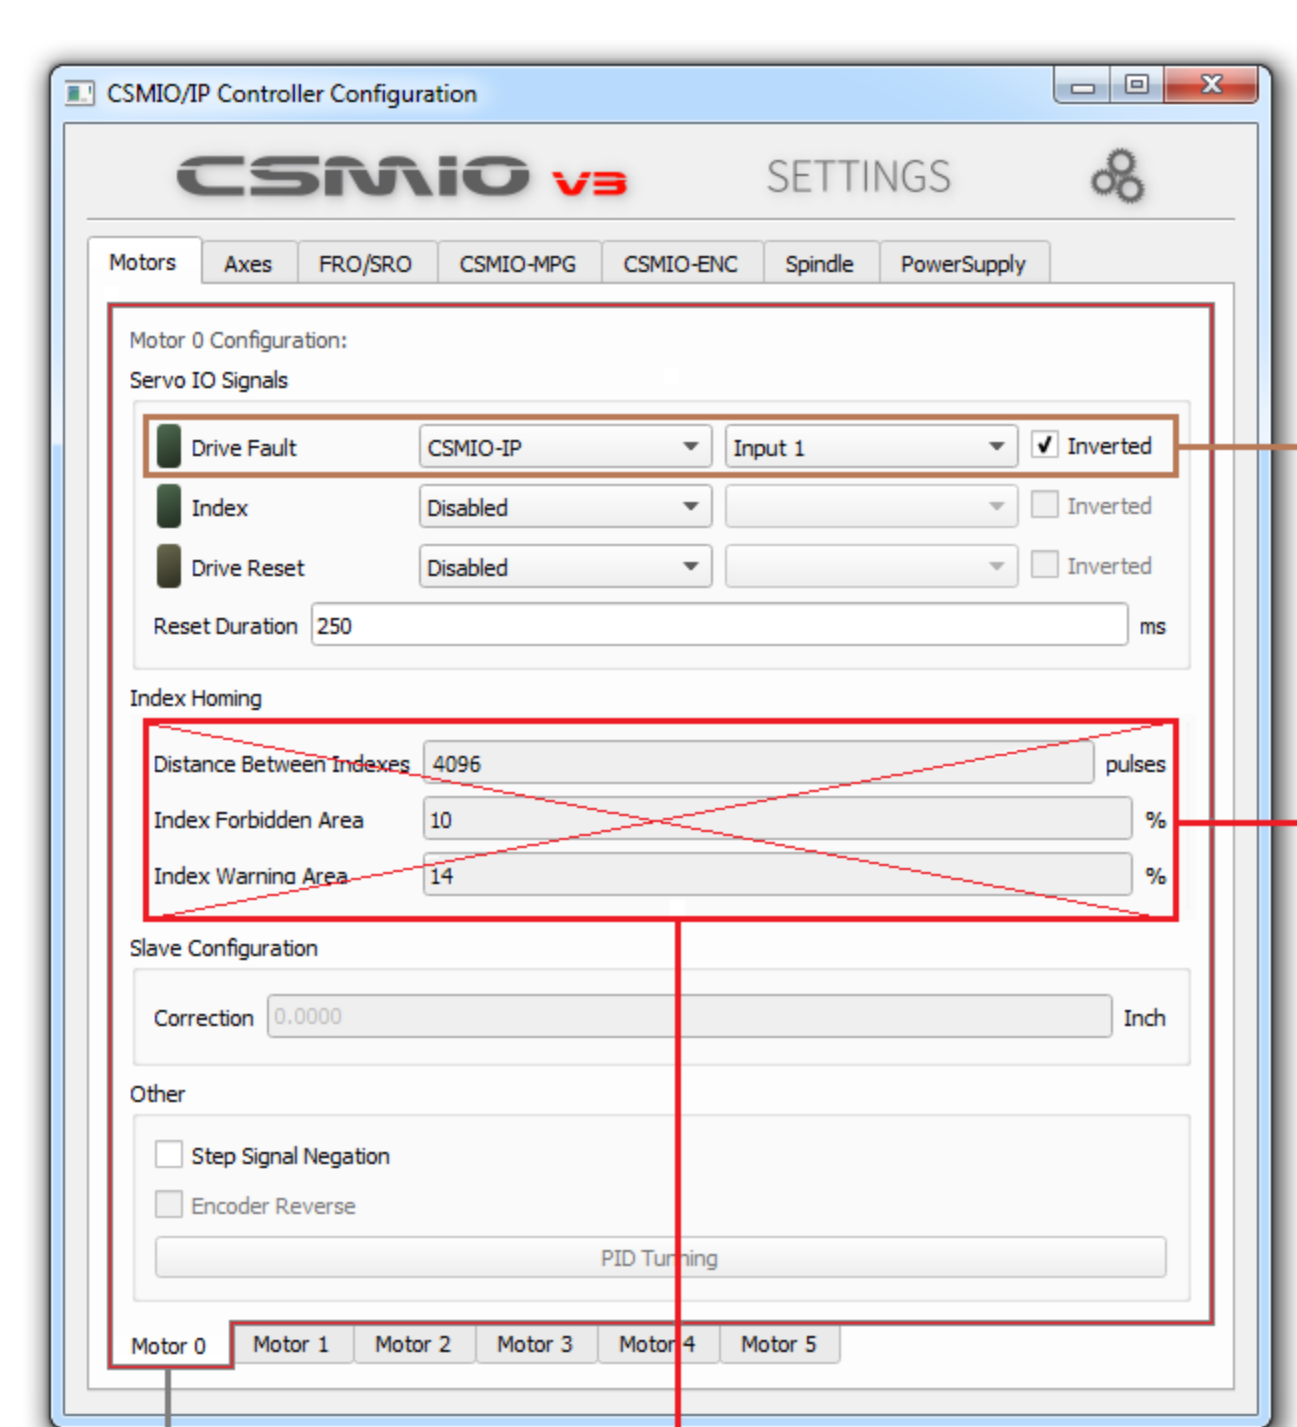 CSMIO/IP Controller Configuration
CSMIO V3 SETTINGS
Motors Axes FRO/SRO CSMIO-MPG CSMIO-ENC Spindle PowerSupply
Motor 0 Configuration:
Servo IO Signals
Drive Fault CSMIO-IP Input 1 Inverted
Index Disabled Inverted
Drive Reset Disabled Inverted
Reset Duration 250 ms
Index Homing
Distance Between Indexes 4096 pulses
Index Forbidden Area 10 %
Index Warning Area 14 %
Slave Configuration
Correction 0.0000 Inch
Other
Step Signal Negation
Encoder Reverse
PID Tunning
Motor 0 Motor 1 Motor 2 Motor 3 Motor 4 Motor 5